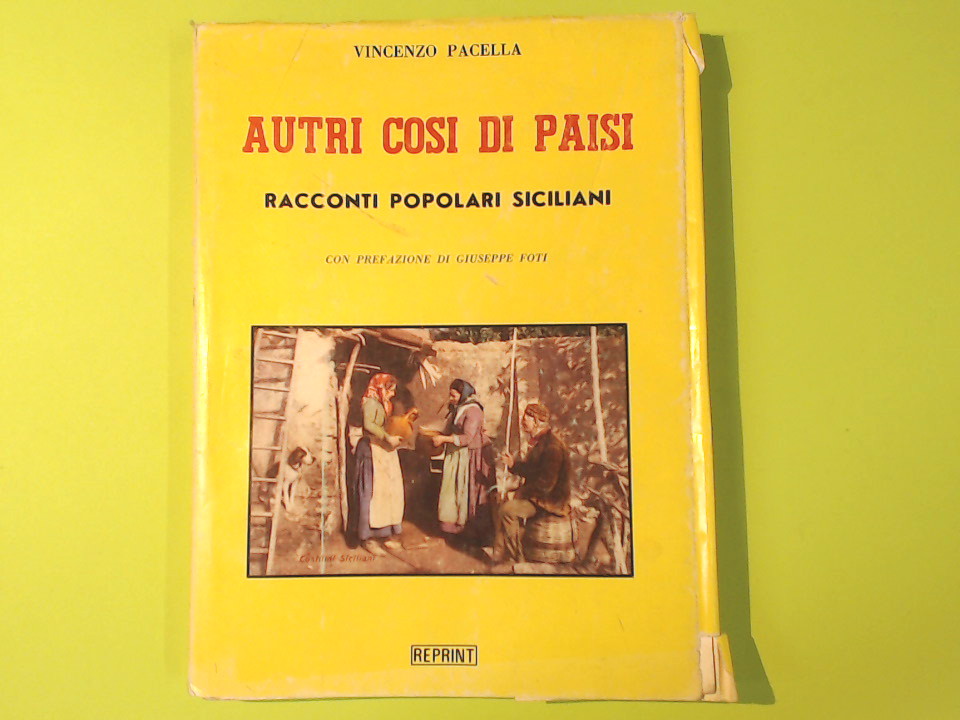 VINCENZO PACELLA
AUTRI COSI DI PAISI
RACCONTI POPOLARI SICILIANI
CON PREFAZIONE DI GIUSEPPE FOTI
Costumi Siciliani
REPRINT